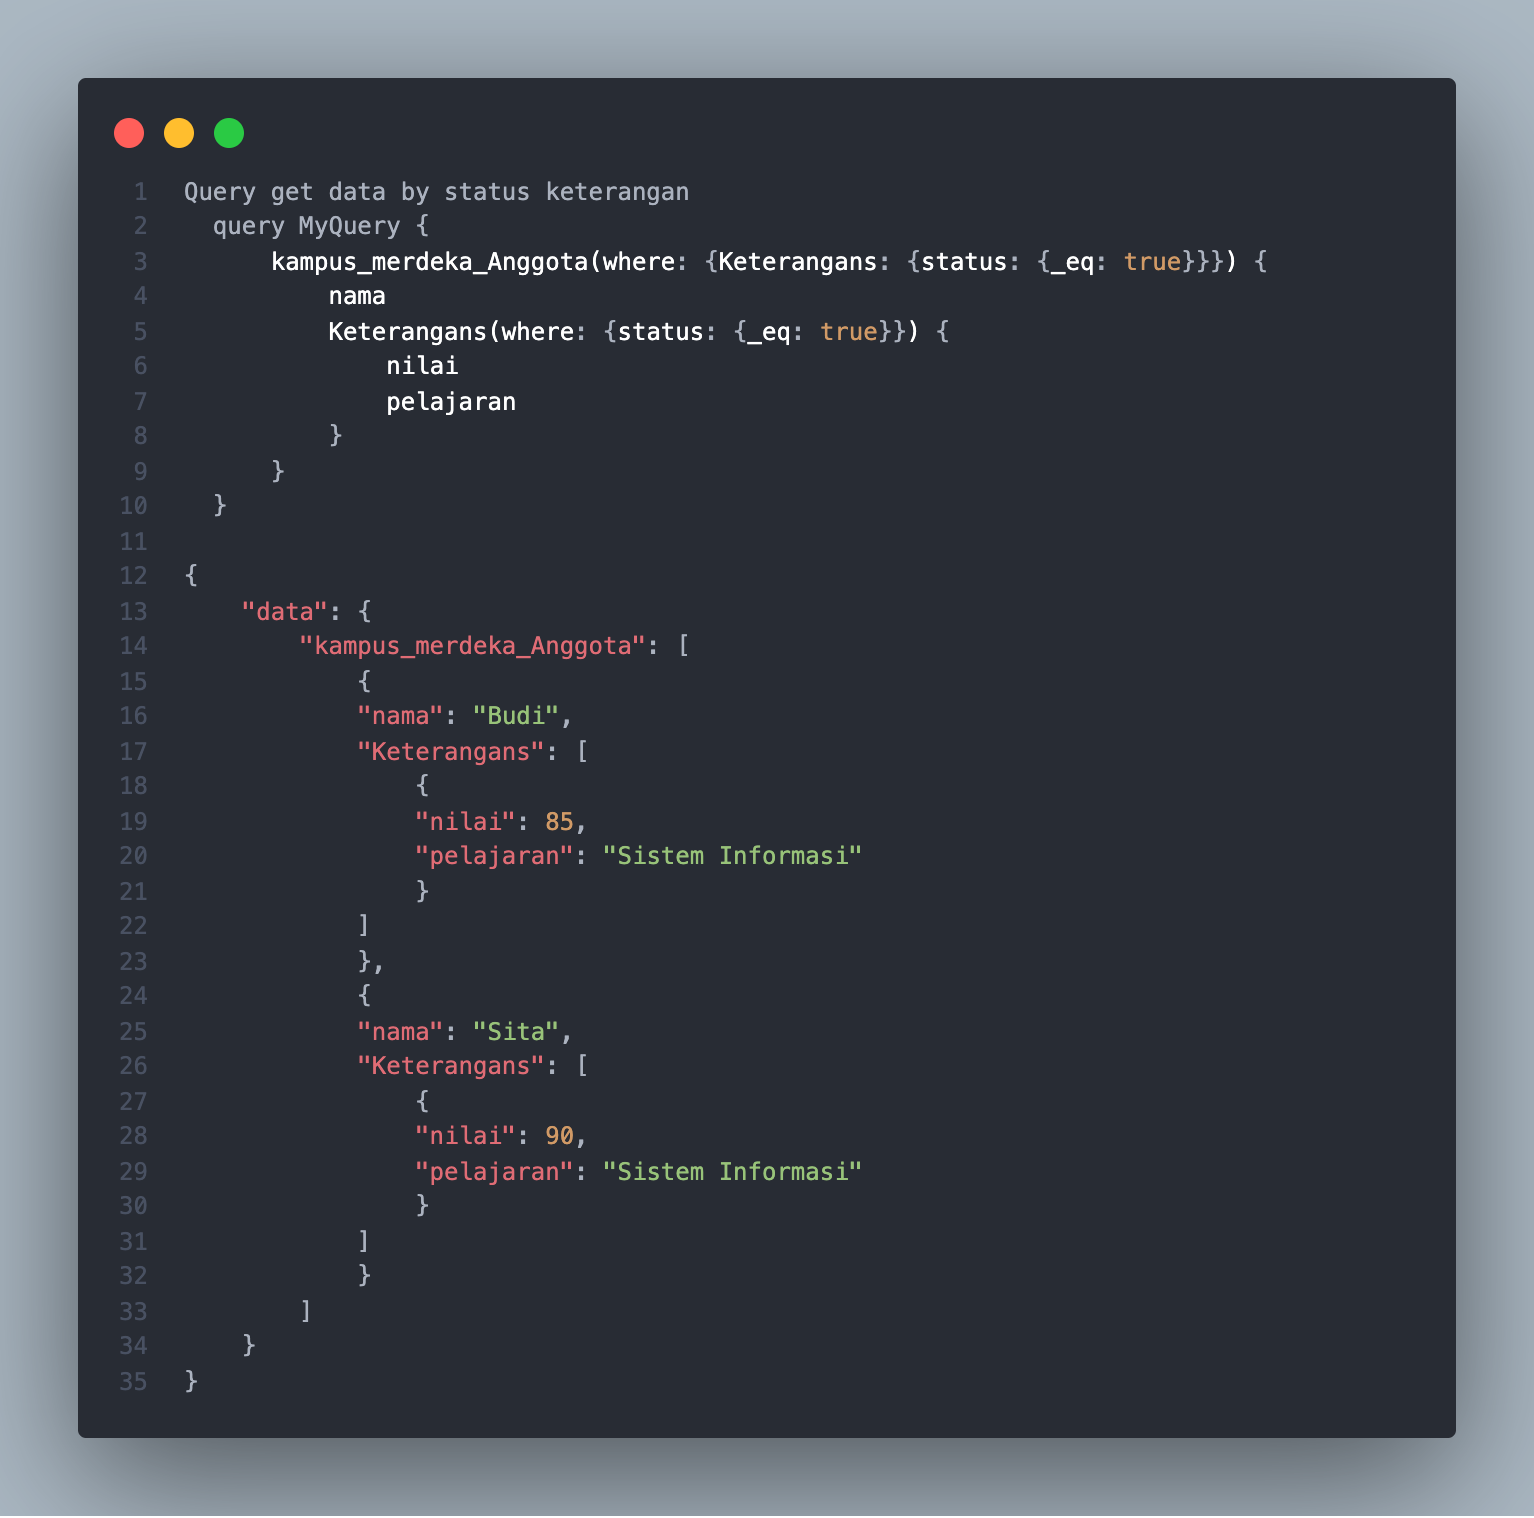 1 Query get data by status keterangan
2 query MyQuery {
3 kampus_merdeka_Anggota(where: {Keterangans: {status: {_eq: true}}}) {
4 nama
5 Keterangans(where: {status: {_eq: true}}) {
6 nilai
7 pelajaran
8 }
9 }
10 }
11
12 {
13 "data": {
14 "kampus_merdeka_Anggota": [
15 {
16 "nama": "Budi",
17 "Keterangans": [
18 {
19 "nilai": 85,
20 "pelajaran": "Sistem Informasi"
21 }
22 ]
23 },
24 {
25 "nama": "Sita",
26 "Keterangans": [
27 {
28 "nilai": 90,
29 "pelajaran": "Sistem Informasi"
30 }
31 ]
32 }
33 ]
34 }
35 }